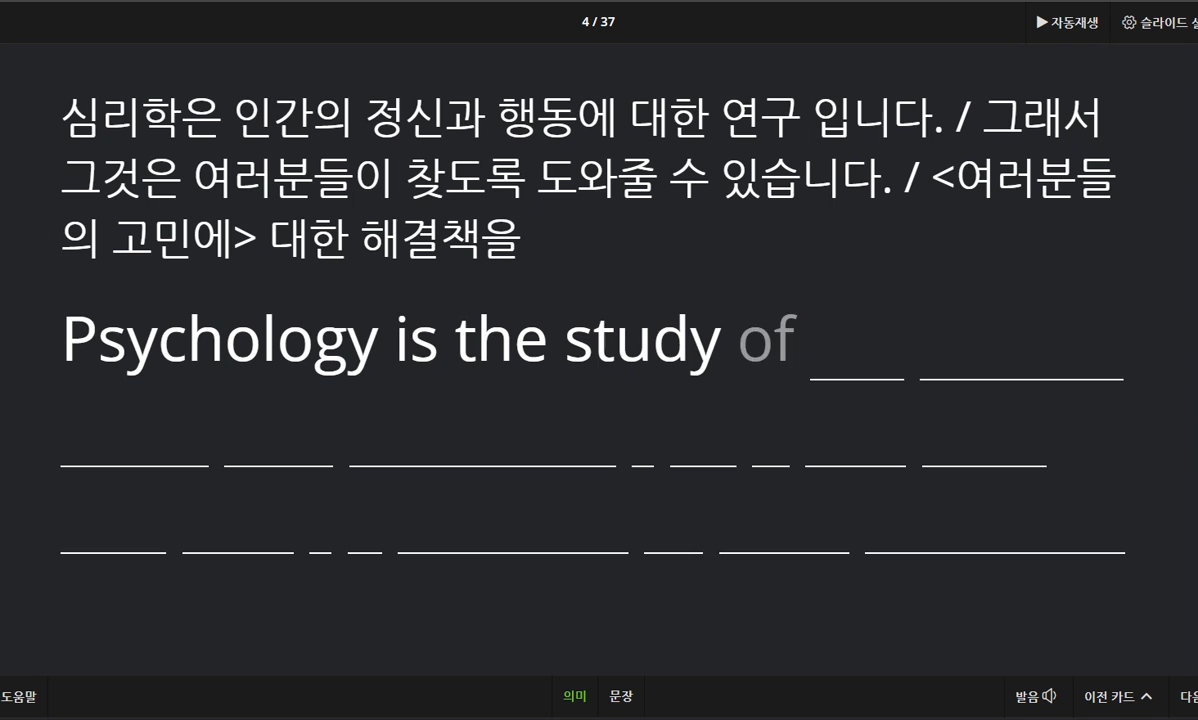 4 / 37
▶ 자동재생
슬라이드
심리학은 인간의 정신과 행동에 대한 연구 입니다. / 그래서
그것은 여러분들이 찾도록 도와줄 수 있습니다. / <여러분들
의 고민에> 대한 해결책을
Psychology is the study of
도움말
의미
문장
발음
이전 카드